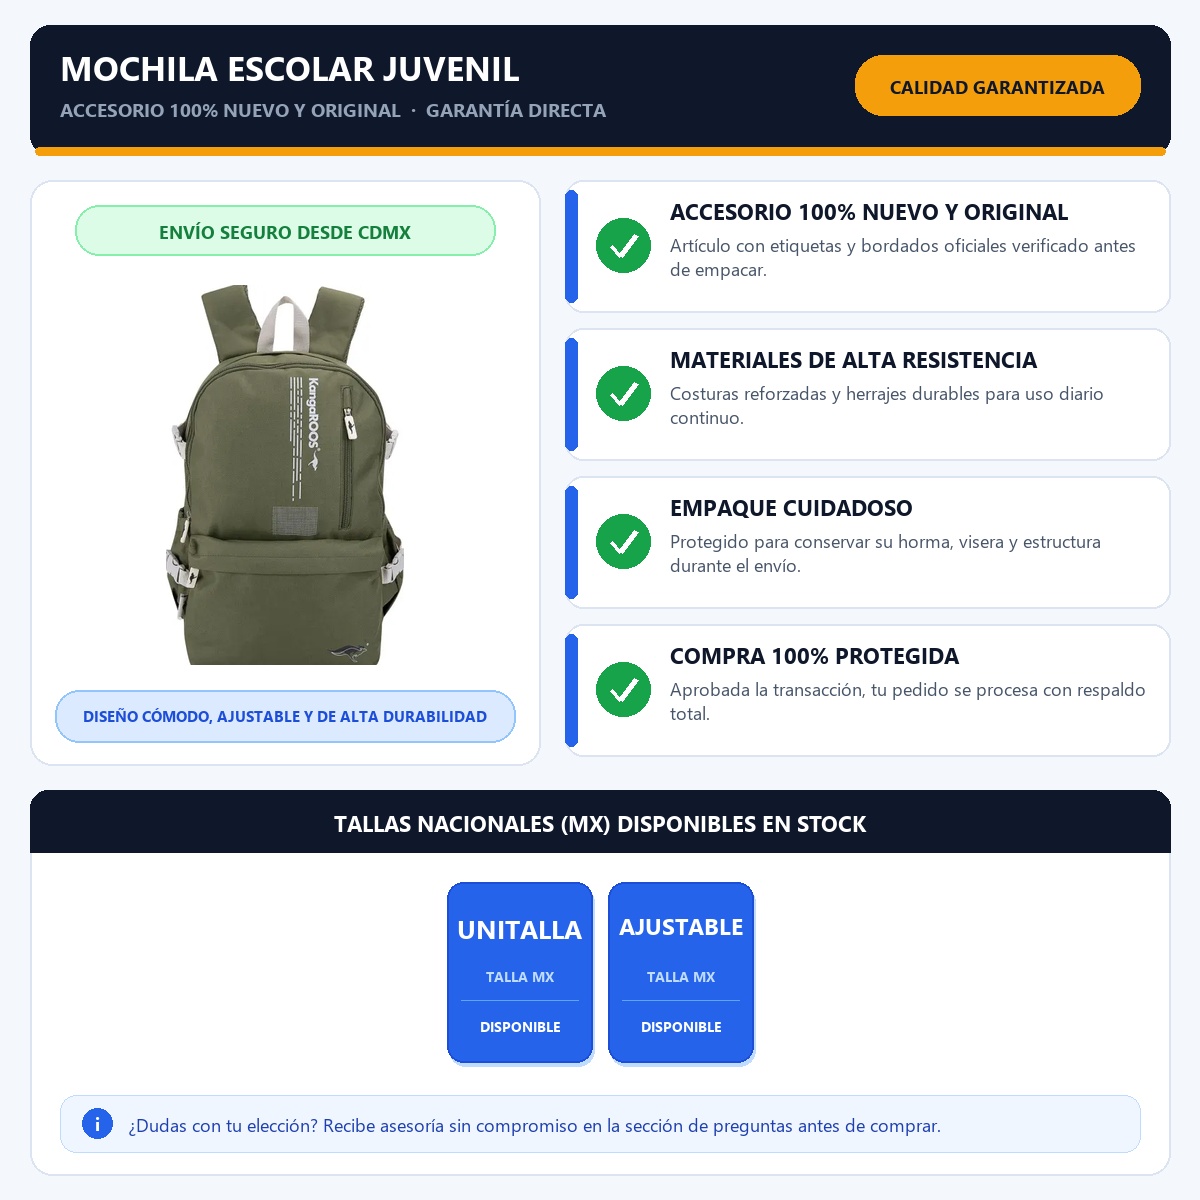 MOCHILA ESCOLAR JUVENIL
ACCESORIO 100% NUEVO Y ORIGINAL · GARANTÍA DIRECTA
CALIDAD GARANTIZADA
ENVÍO SEGURO DESDE CDMX
KangaROOS
DISEÑO CÓMODO, AJUSTABLE Y DE ALTA DURABILIDAD
ACCESORIO 100% NUEVO Y ORIGINAL
Artículo con etiquetas y bordados oficiales verificado antes
de empacar.
MATERIALES DE ALTA RESISTENCIA
Costuras reforzadas y herrajes durables para uso diario
continuo.
EMPAQUE CUIDADOSO
Protegido para conservar su horma, visera y estructura
durante el envío.
COMPRA 100% PROTEGIDA
Aprobada la transacción, tu pedido se procesa con respaldo
total.
TALLAS NACIONALES (MX) DISPONIBLES EN STOCK
UNITALLA
TALLA MX
DISPONIBLE
AJUSTABLE
TALLA MX
DISPONIBLE
¿Dudas con tu elección? Recibe asesoría sin compromiso en la sección de preguntas antes de comprar.